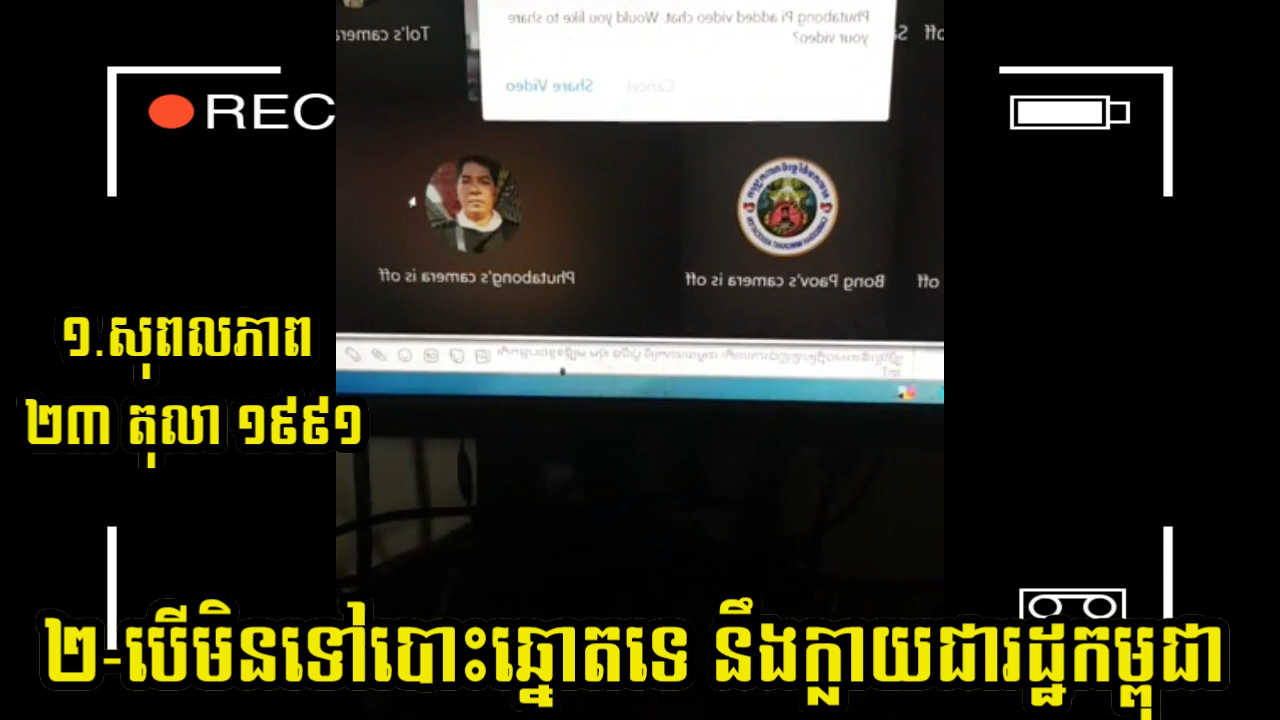 Phutabong Pi added video chat. Would you like to share
your video?
Tol's camera
off
Share Video
Cancel
REC
Phutabong's camera is off
Bong Paov's camera is off
off
១.សុពលភាព
២៣ តុលា ១៩៩១
២-បើមិនទៅបោះឆ្នោតទេ នឹងក្លាយជារដ្ឋកម្ពុជា